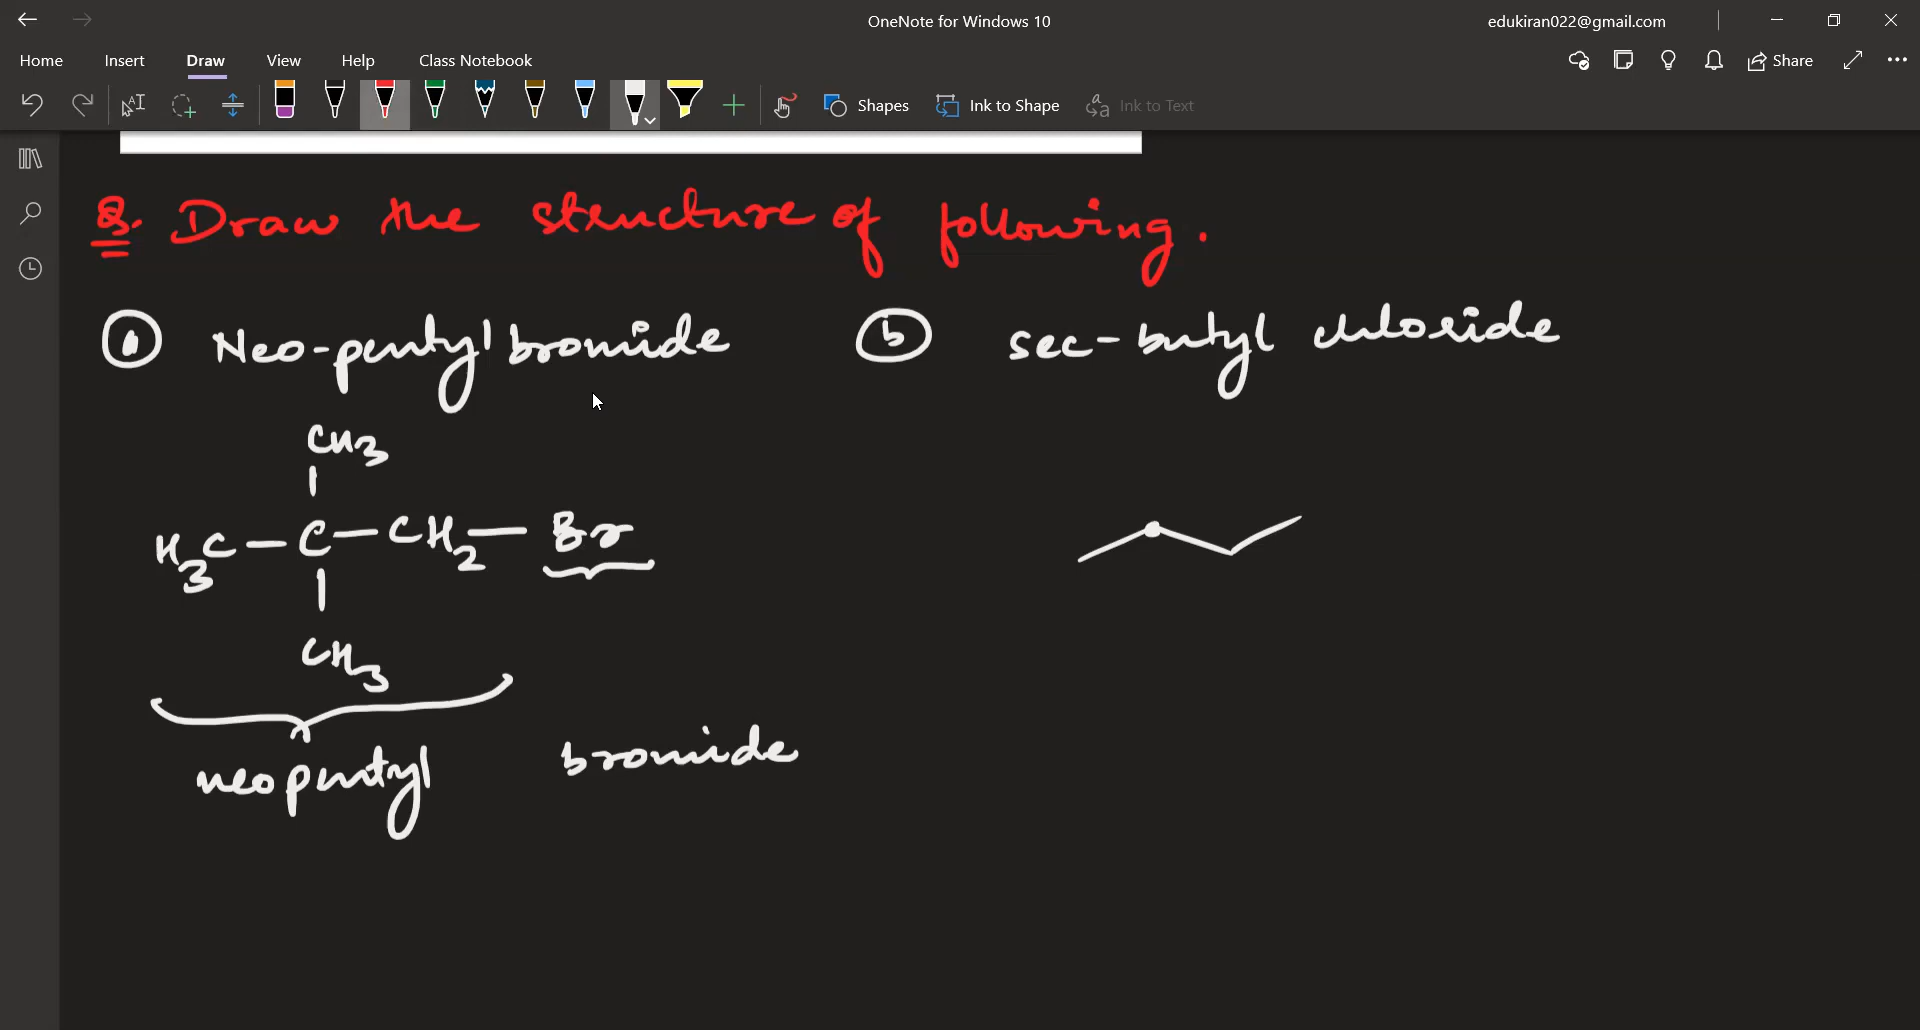 OneNote for Windows 10
edukiran022@gmail.com
Home Insert Draw View Help Class Notebook
Share
Shapes Ink to Shape Ink to Text
Q. Draw the structure of following.
(a) Neo-pentyl bromide (b) sec-butyl chloride
CH3
H3C - C - CH2 - Br
CH3
neopentyl bromide